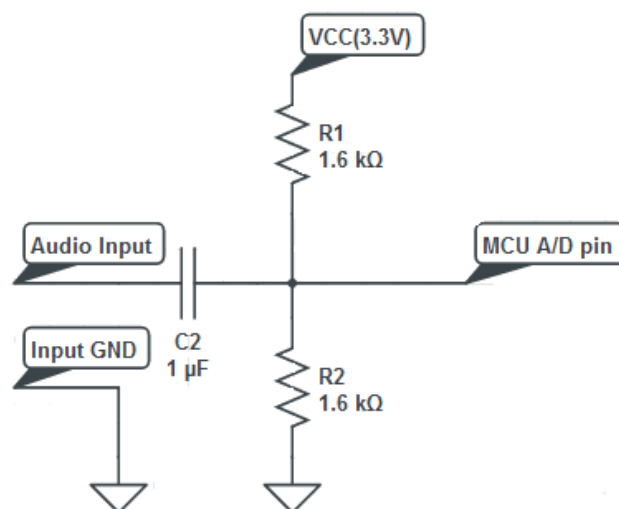 VCC(3.3V)
R1
1.6 kΩ
Audio Input
MCU A/D pin
C2
1 µF
Input GND
R2
1.6 kΩ